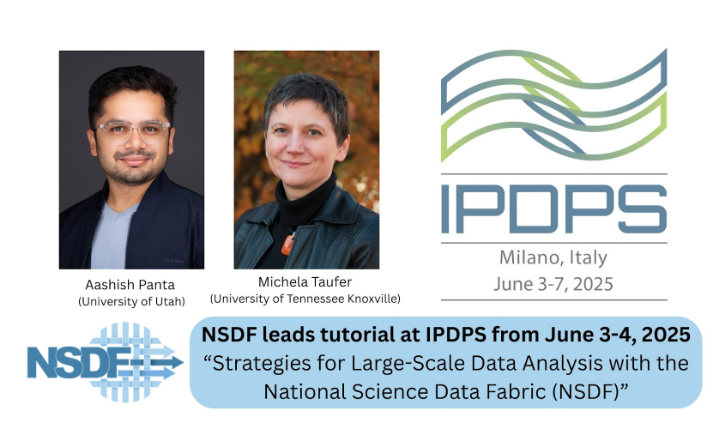 IPDPS
Milano, Italy
June 3-7, 2025
Aashish Panta
(University of Utah)
Michela Taufer
(University of Tennessee Knoxville)
NSDF
NSDF leads tutorial at IPDPS from June 3-4, 2025
“Strategies for Large-Scale Data Analysis with the
National Science Data Fabric (NSDF)”